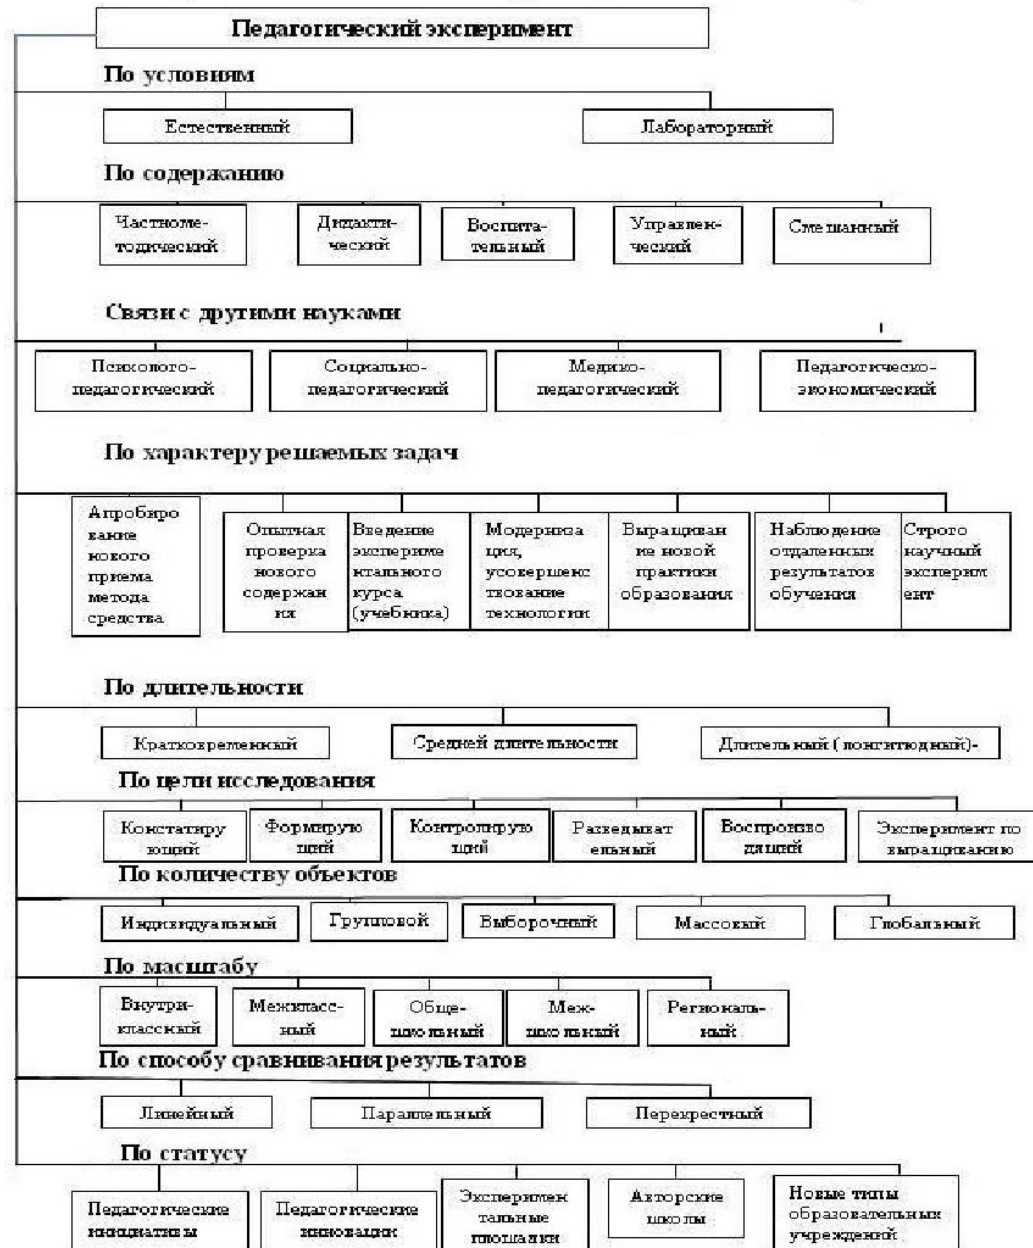 Педагогический эксперимент
По условиям
Естественный
Лабораторный
По содержанию
Частноме-
тодический
Дидакти-
ческий
Воспита-
тельный
Управлен-
ческий
Смешанный
Связи с другими науками
Психолого-
педагогический
Социально-
педагогический
Медико-
педагогический
Педагогическо-
экономический
По характеру решаемых задач
Апробиро
вание
нового
приема
метода
средства
Опытная
проверка
нового
содержан
ия
Введение
экспериме
нтального
курса
(учебника)
Модерниза
ция,
усовершенс
твование
технологии
Выращиван
ие новой
практики
образования
Наблюдение
отдаленных
результатов
обучения
Строго
научный
эксперим
ент
По длительности
Кратковременный
Средней длительности
Длительный ( лонгитюдный)-
По цели исследования
Констатиру
ющий
Формирую
щий
Контролирую
щий
Разведыват
ельный
Воспроизво
дящий
Эксперимент по
выращиванию
По количеству объектов
Индивидуальный
Групповой
Выборочный
Массовый
Глобальный
По масштабу
Внутри-
классный
Межкласс-
ный
Обще-
школьный
Меж-
школьный
Региональ-
ный
По способу сравнивания результатов
Линейный
Параллельный
Перекрестный
По статусу
Педагогические
инициативы
Педагогические
инновации
Эксперимен
тальные
площадки
Авторские
школы
Новые типы
образовательных
учреждений